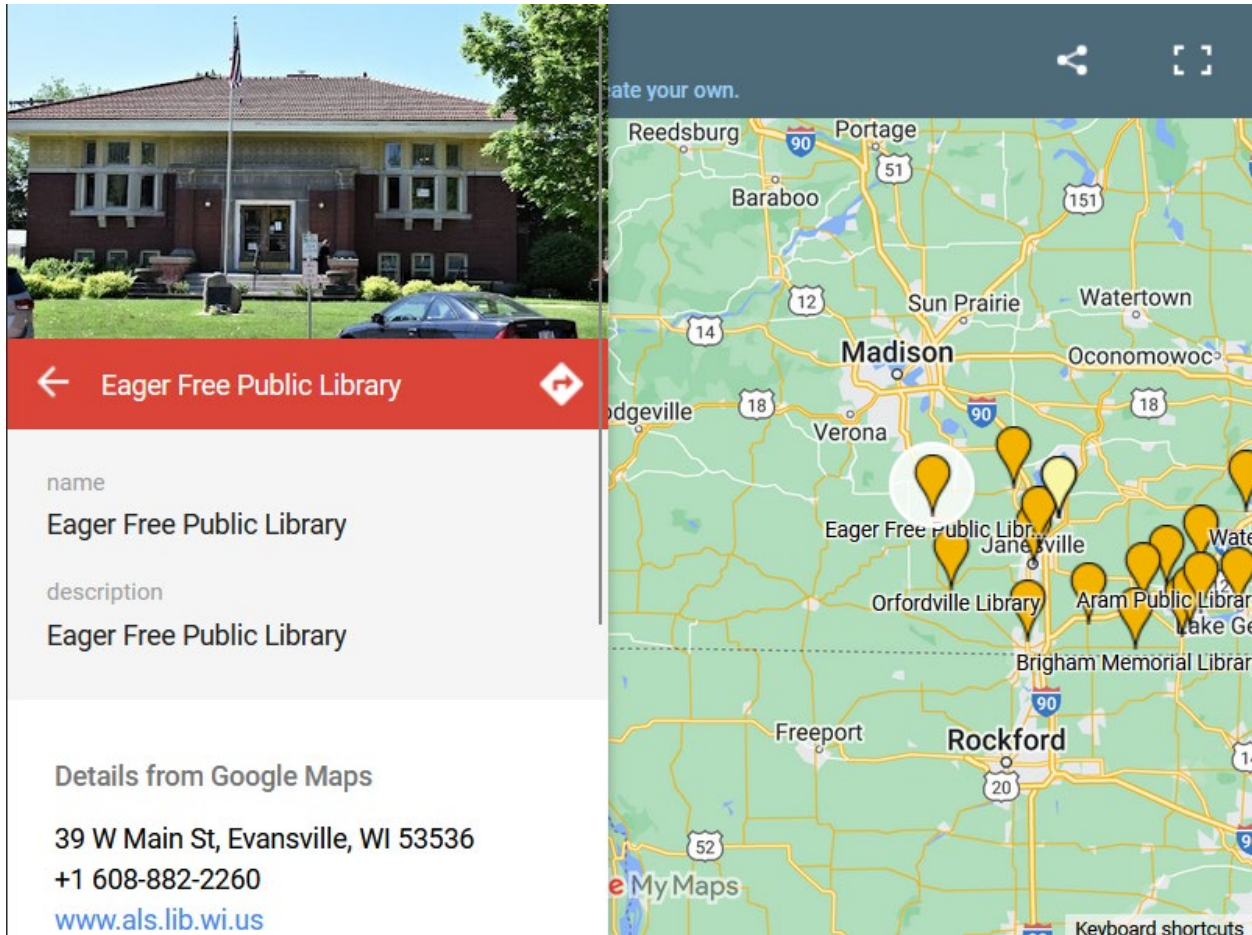 Eager Free Public Library
name
Eager Free Public Library
description
Eager Free Public Library
Details from Google Maps
39 W Main St, Evansville, WI 53536
+1 608-882-2260
www.als.lib.wi.us
ate your own.
Reedsburg
90
Portage
51
Baraboo
151
12
Sun Prairie
Watertown
14
Madison
Oconomowoc
18
90
18
odgeville
Verona
Eager Free Public Libr...
Janesville
Wate
Orfordville Library
Aram Public Librar
12
Lake Ge
Brigham Memorial Librar
90
Freeport
Rockford
20
14
52
9
e My Maps
Keyboard shortcuts